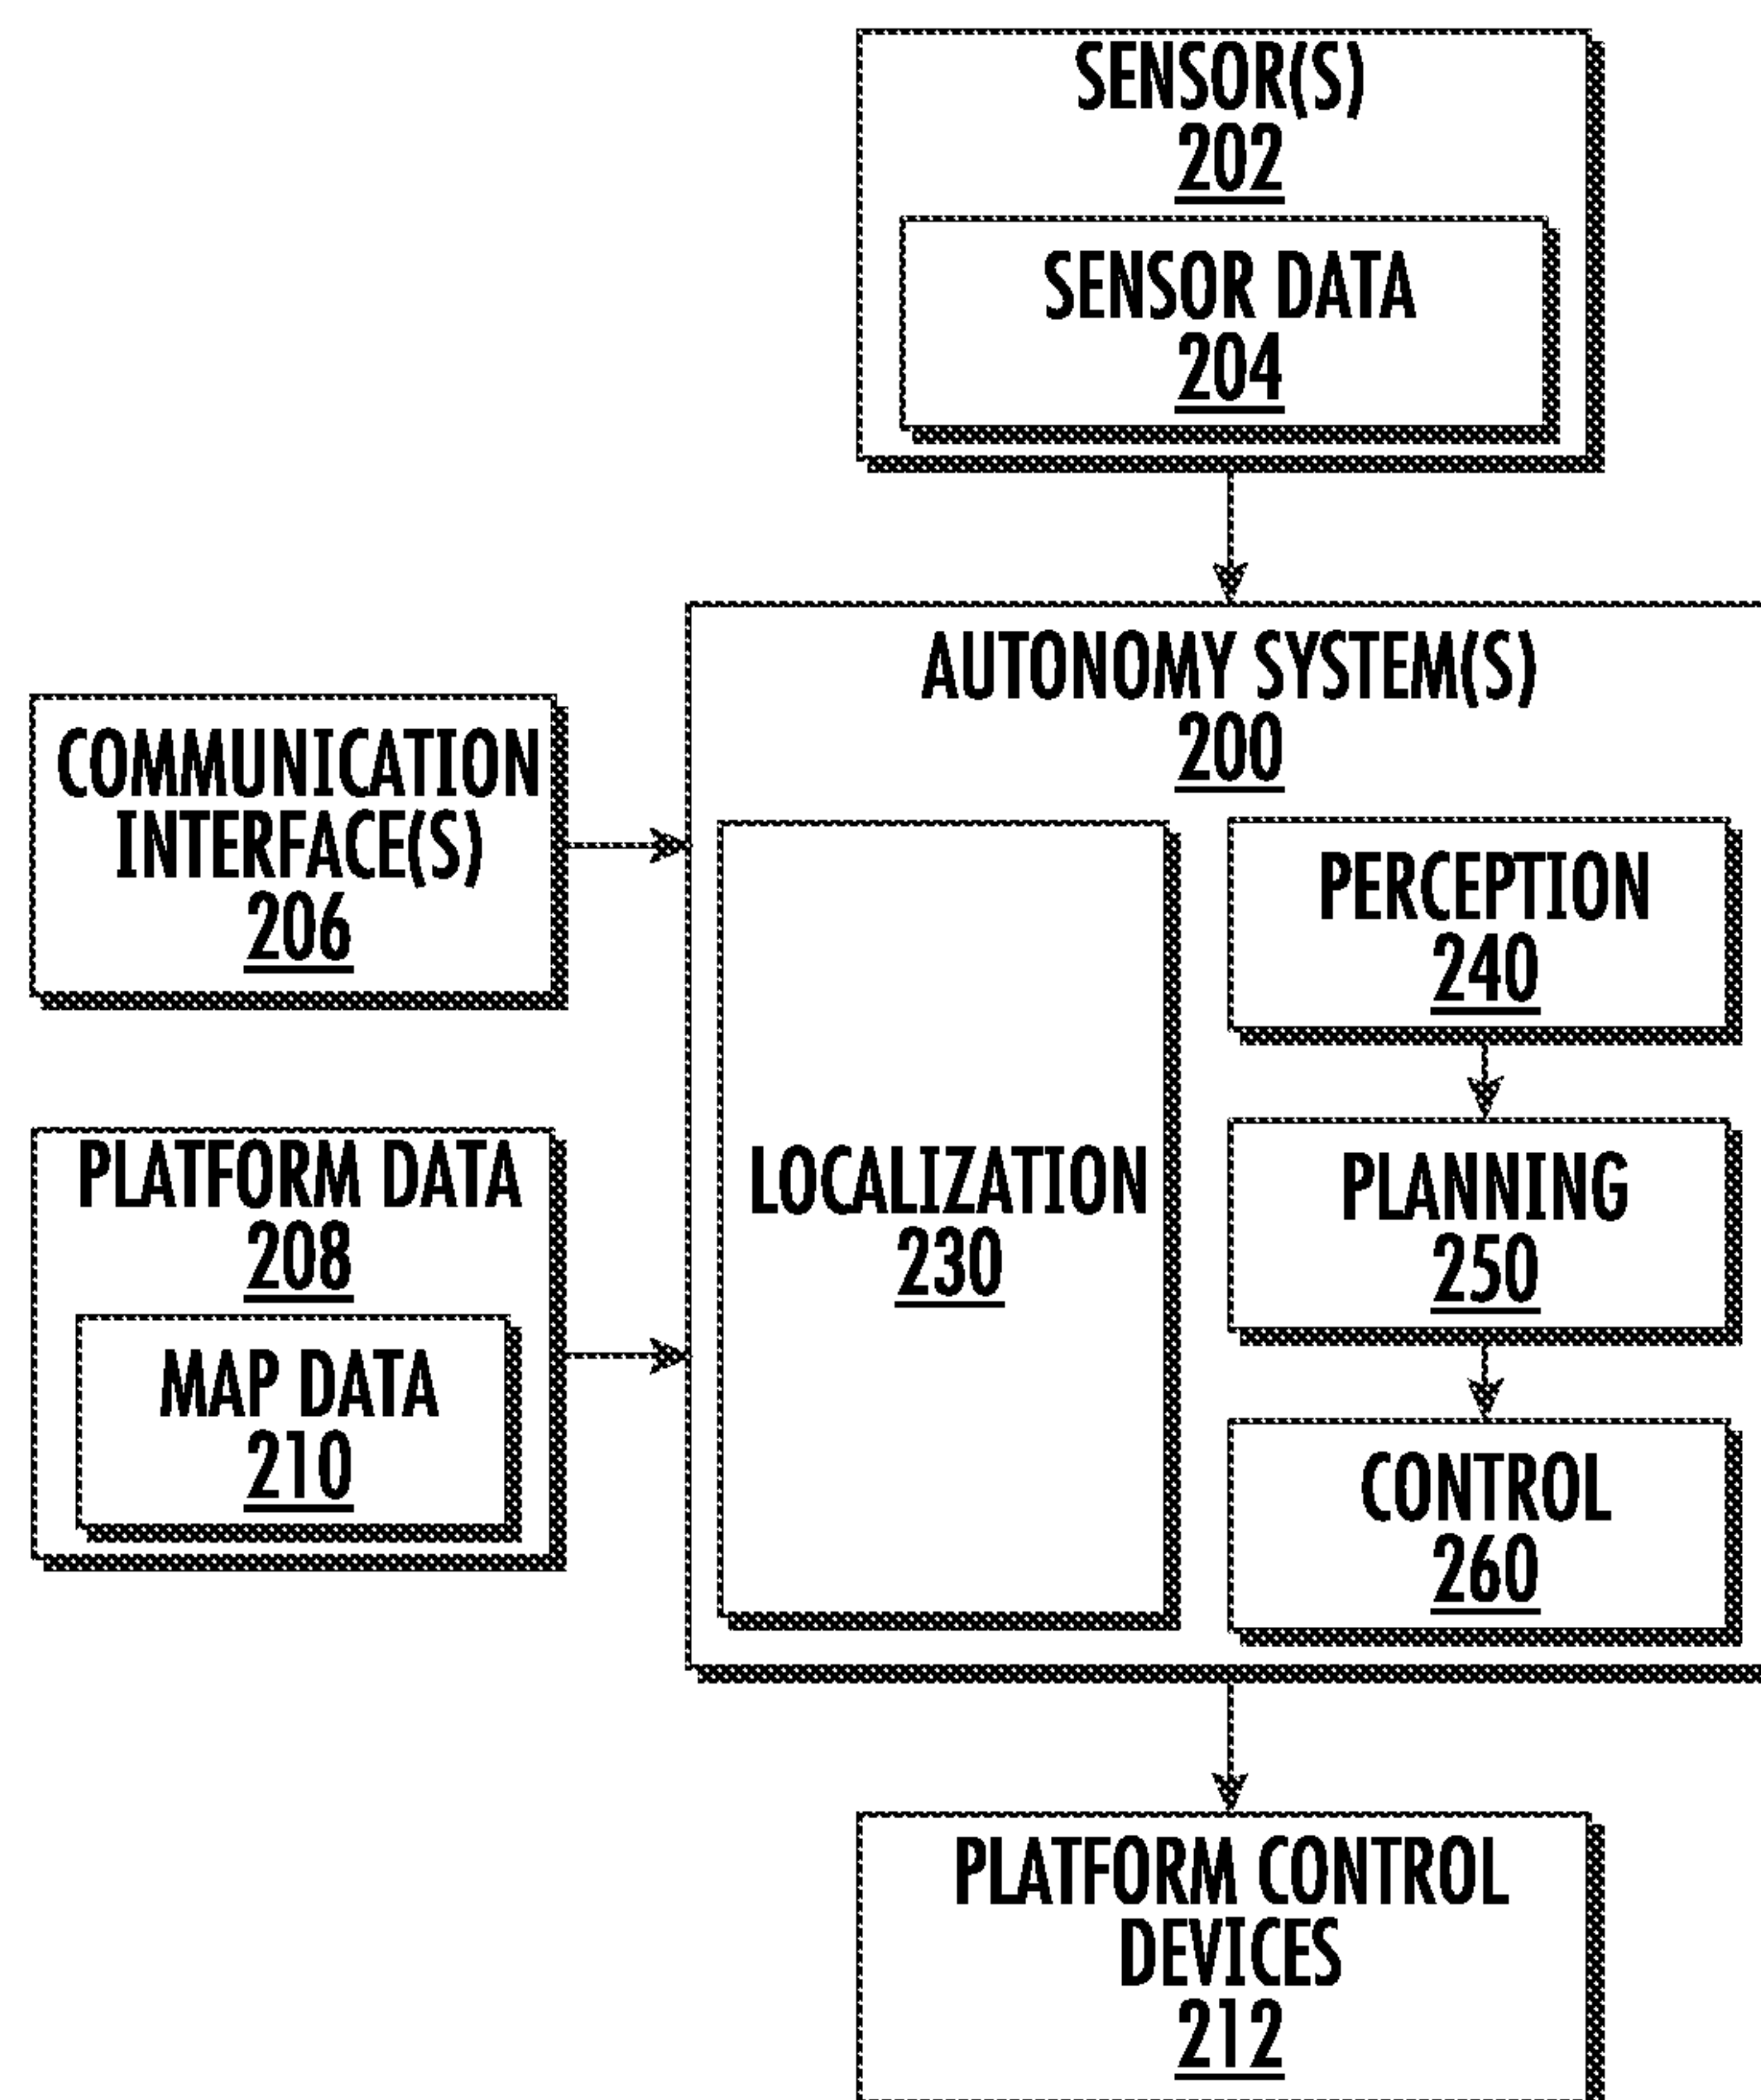 SENSOR(S)
202
SENSOR DATA
204
AUTONOMY SYSTEM(S)
200
COMMUNICATION
INTERFACE(S)
206
PERCEPTION
240
PLATFORM DATA
208
LOCALIZATION
230
PLANNING
250
MAP DATA
210
CONTROL
260
PLATFORM CONTROL
DEVICES
212